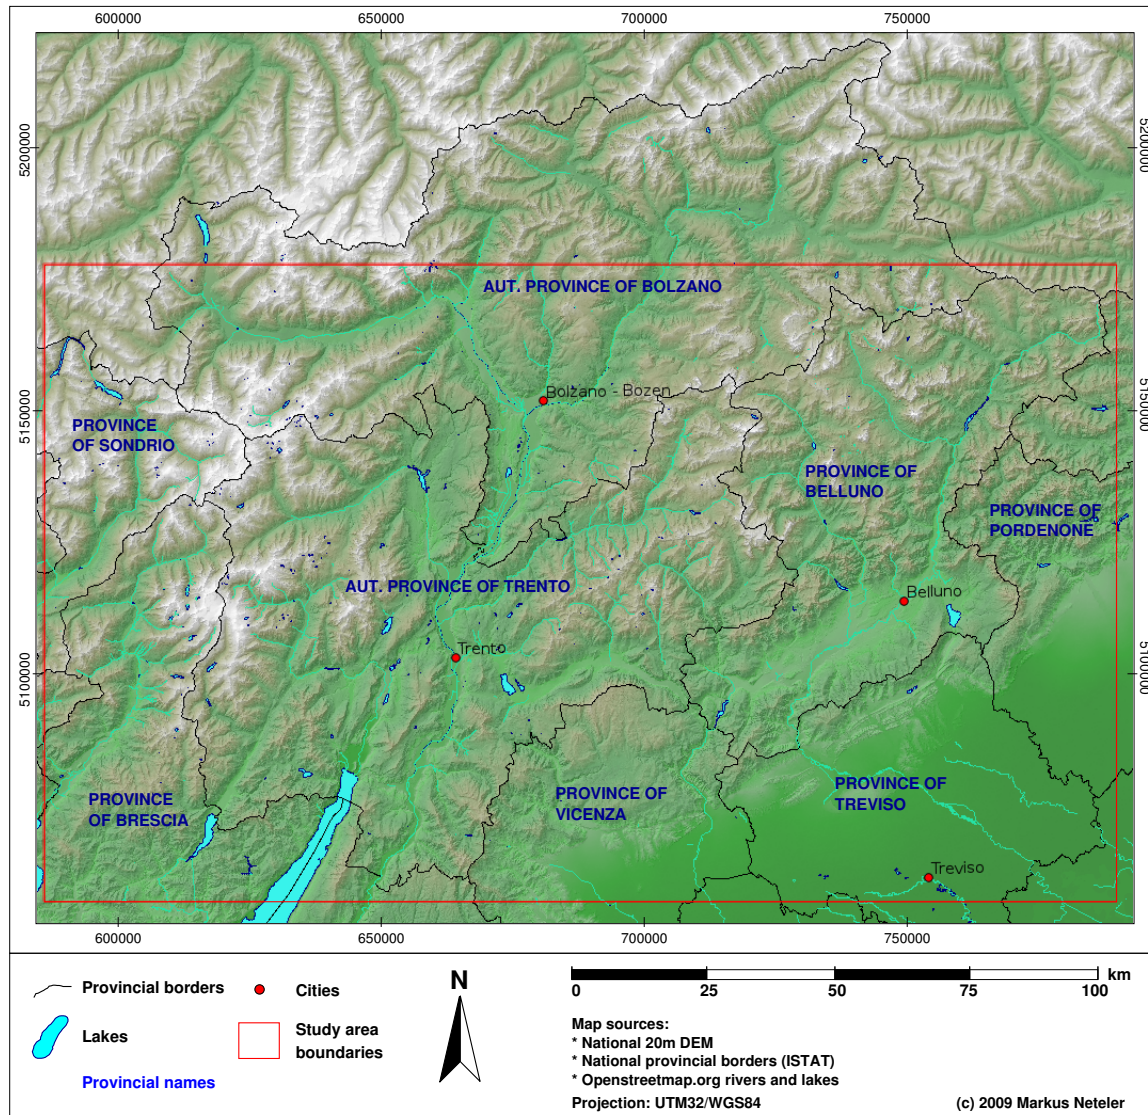 600000 650000 700000 750000
5200000 5200000
AUT. PROVINCE OF BOLZANO
Bolzano - Bozen
5150000 5150000
PROVINCE
OF SONDRIO
PROVINCE OF
BELLUNO
PROVINCE OF
PORDENONE
AUT. PROVINCE OF TRENTO
Belluno
Trento
5100000 5100000
PROVINCE
OF BRESCIA
PROVINCE OF
VICENZA
PROVINCE OF
TREVISO
Treviso
600000 650000 700000 750000
Provincial borders
Cities
Lakes
Study area
boundaries
Provincial names
N
km
0 25 50 75 100
Map sources:
* National 20m DEM
* National provincial borders (ISTAT)
* Openstreetmap.org rivers and lakes
Projection: UTM32/WGS84
(c) 2009 Markus Neteler